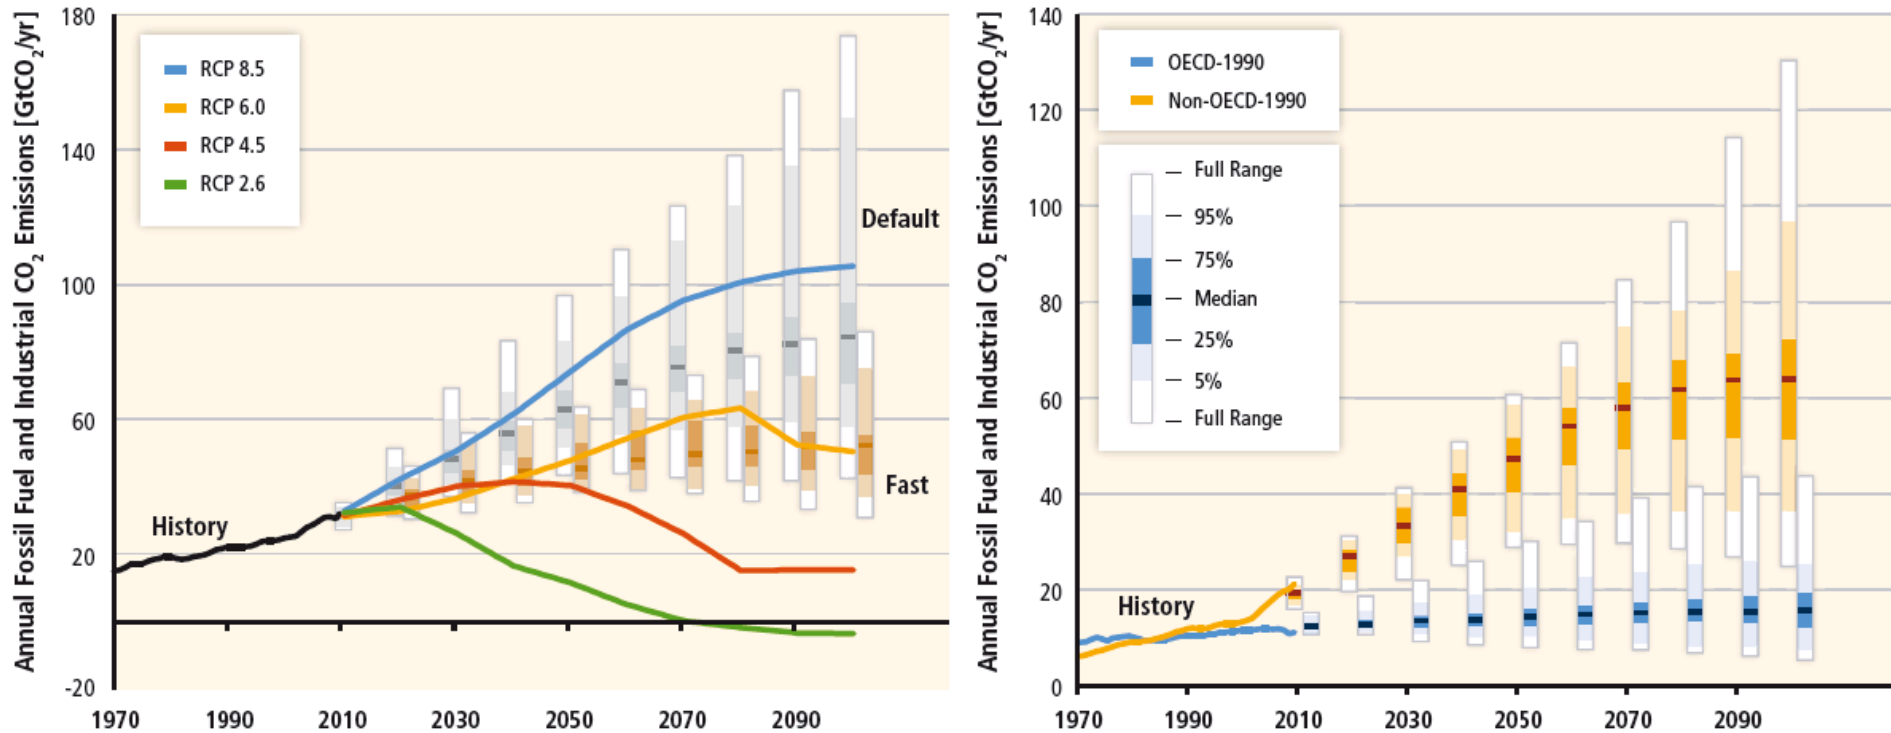 Annual Fossil Fuel and Industrial CO2 Emissions [GtCO2/yr]
180
140
100
60
20
-20
RCP 8.5
RCP 6.0
RCP 4.5
RCP 2.6
Default
Fast
History
1970 1990 2010 2030 2050 2070 2090
Annual Fossil Fuel and Industrial CO2 Emissions [GtCO2/yr]
140
120
100
80
60
40
20
0
OECD-1990
Non-OECD-1990
Full Range
95%
75%
Median
25%
5%
Full Range
History
1970 1990 2010 2030 2050 2070 2090